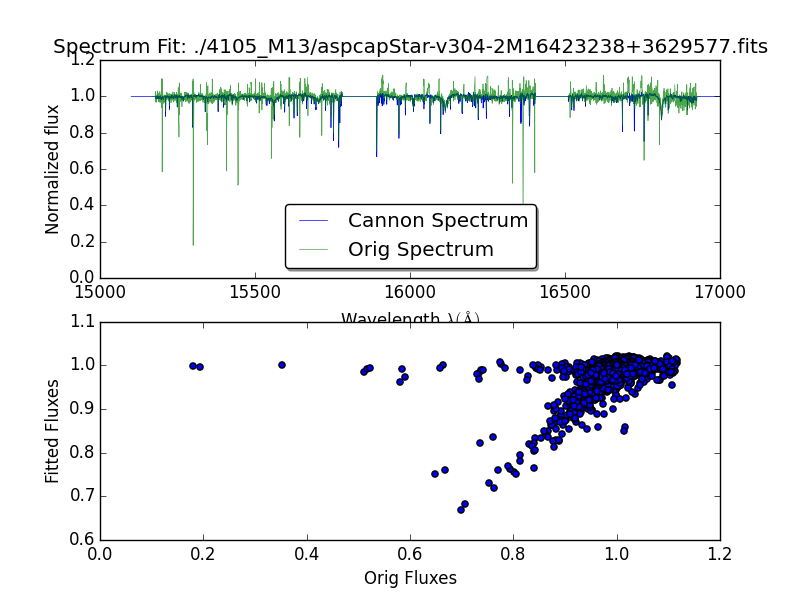 Spectrum Fit: ./4105_M13/aspcapStar-v304-2M16423238+3629577.fits
1.2
1.0
0.8
0.6
0.4
0.2
0.0
Normalized flux
Cannon Spectrum
Orig Spectrum
15000 15500 16000 16500 17000
Wavelength λ(Å)
1.1
1.0
0.9
0.8
0.7
0.6
Fitted Fluxes
0.0 0.2 0.4 0.6 0.8 1.0 1.2
Orig Fluxes